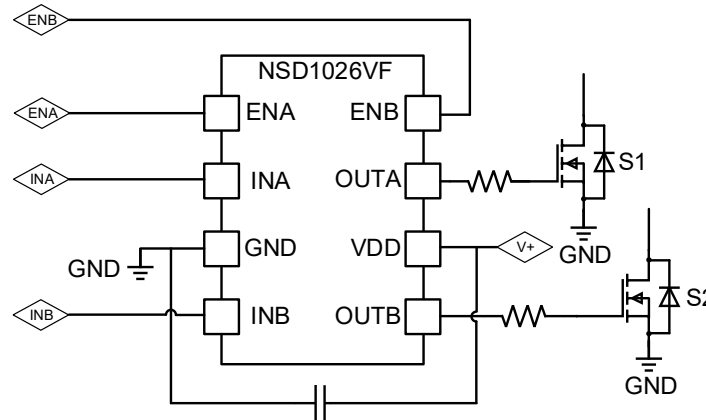 ENB
NSD1026VF
ENA
ENA
ENB
INA
INA
OUTA
S1
GND
GND
VDD
V+
GND
INB
INB
OUTB
S2
GND